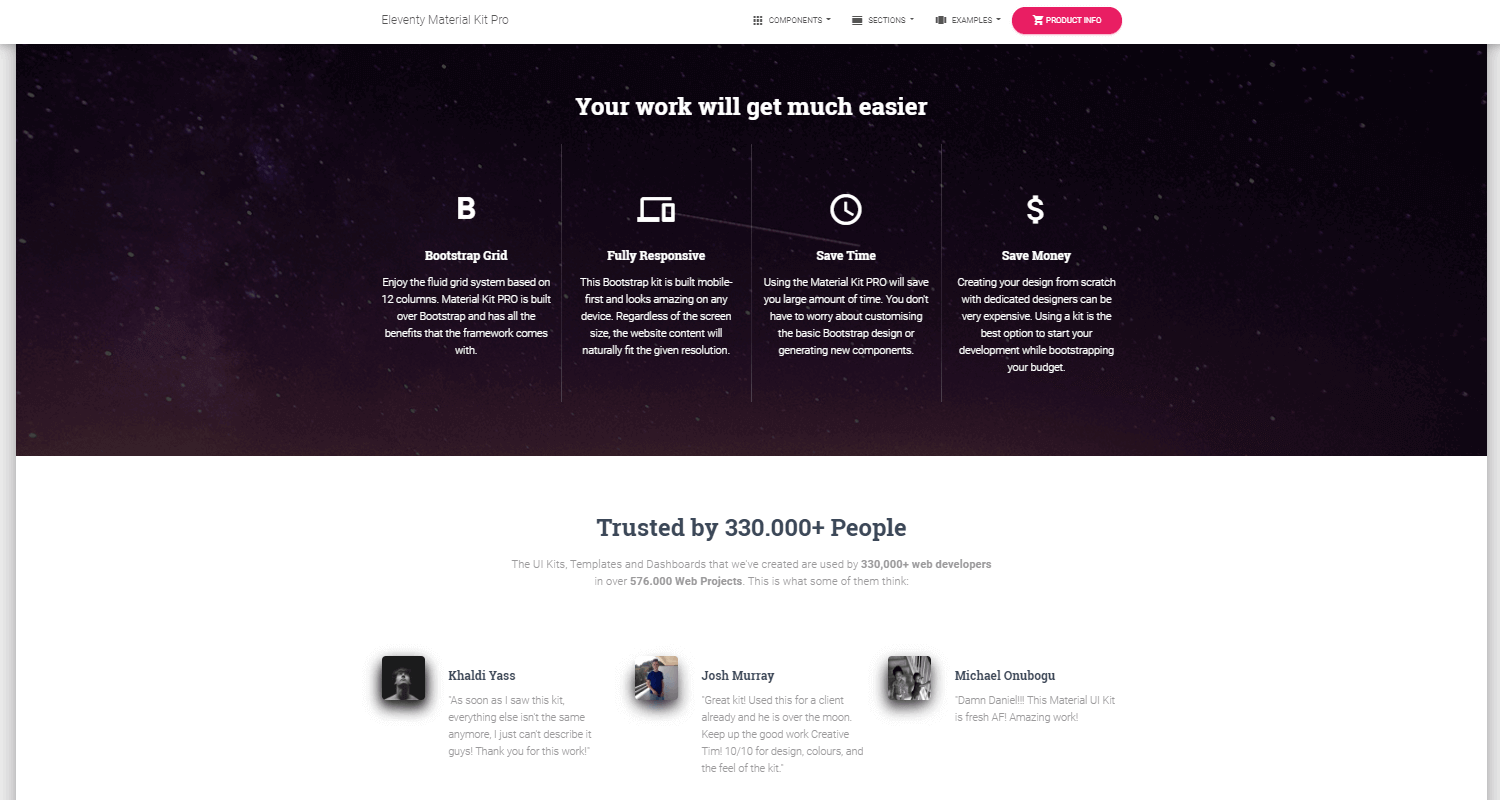 Eleventy Material Kit Pro
COMPONENTS
SECTIONS
EXAMPLES
PRODUCT INFO
Your work will get much easier
B
Bootstrap Grid
Enjoy the fluid grid system based on
12 columns. Material Kit PRO is built
over Bootstrap and has all the
benefits that the framework comes
with.
Fully Responsive
This Bootstrap kit is built mobile-
first and looks amazing on any
device. Regardless of the screen
size, the website content will
naturally fit the given resolution.
Save Time
Using the Material Kit PRO will save
you large amount of time. You don't
have to worry about customising
the basic Bootstrap design or
generating new components.
$
Save Money
Creating your design from scratch
with dedicated designers can be
very expensive. Using a kit is the
best option to start your
development while bootstrapping
your budget.
Trusted by 330.000+ People
The UI Kits, Templates and Dashboards that we've created are used by 330,000+ web developers
in over 576.000 Web Projects. This is what some of them think:
Khaldi Yass
"As soon as I saw this kit,
everything else isn't the same
anymore, I just can't describe it
guys! Thank you for this work!"
Josh Murray
"Great kit! Used this for a client
already and he is over the moon.
Keep up the good work Creative
Tim! 10/10 for design, colours, and
the feel of the kit."
Michael Onubogu
"Damn Daniel!!! This Material UI Kit
is fresh AF! Amazing work!